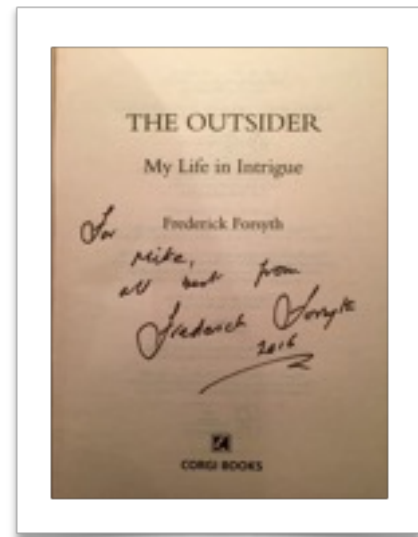 THE OUTSIDER
My Life in Intrigue
Frederick Forsyth
For
Mike,
all best from
Frederick Forsyth
2016
CORGI BOOKS